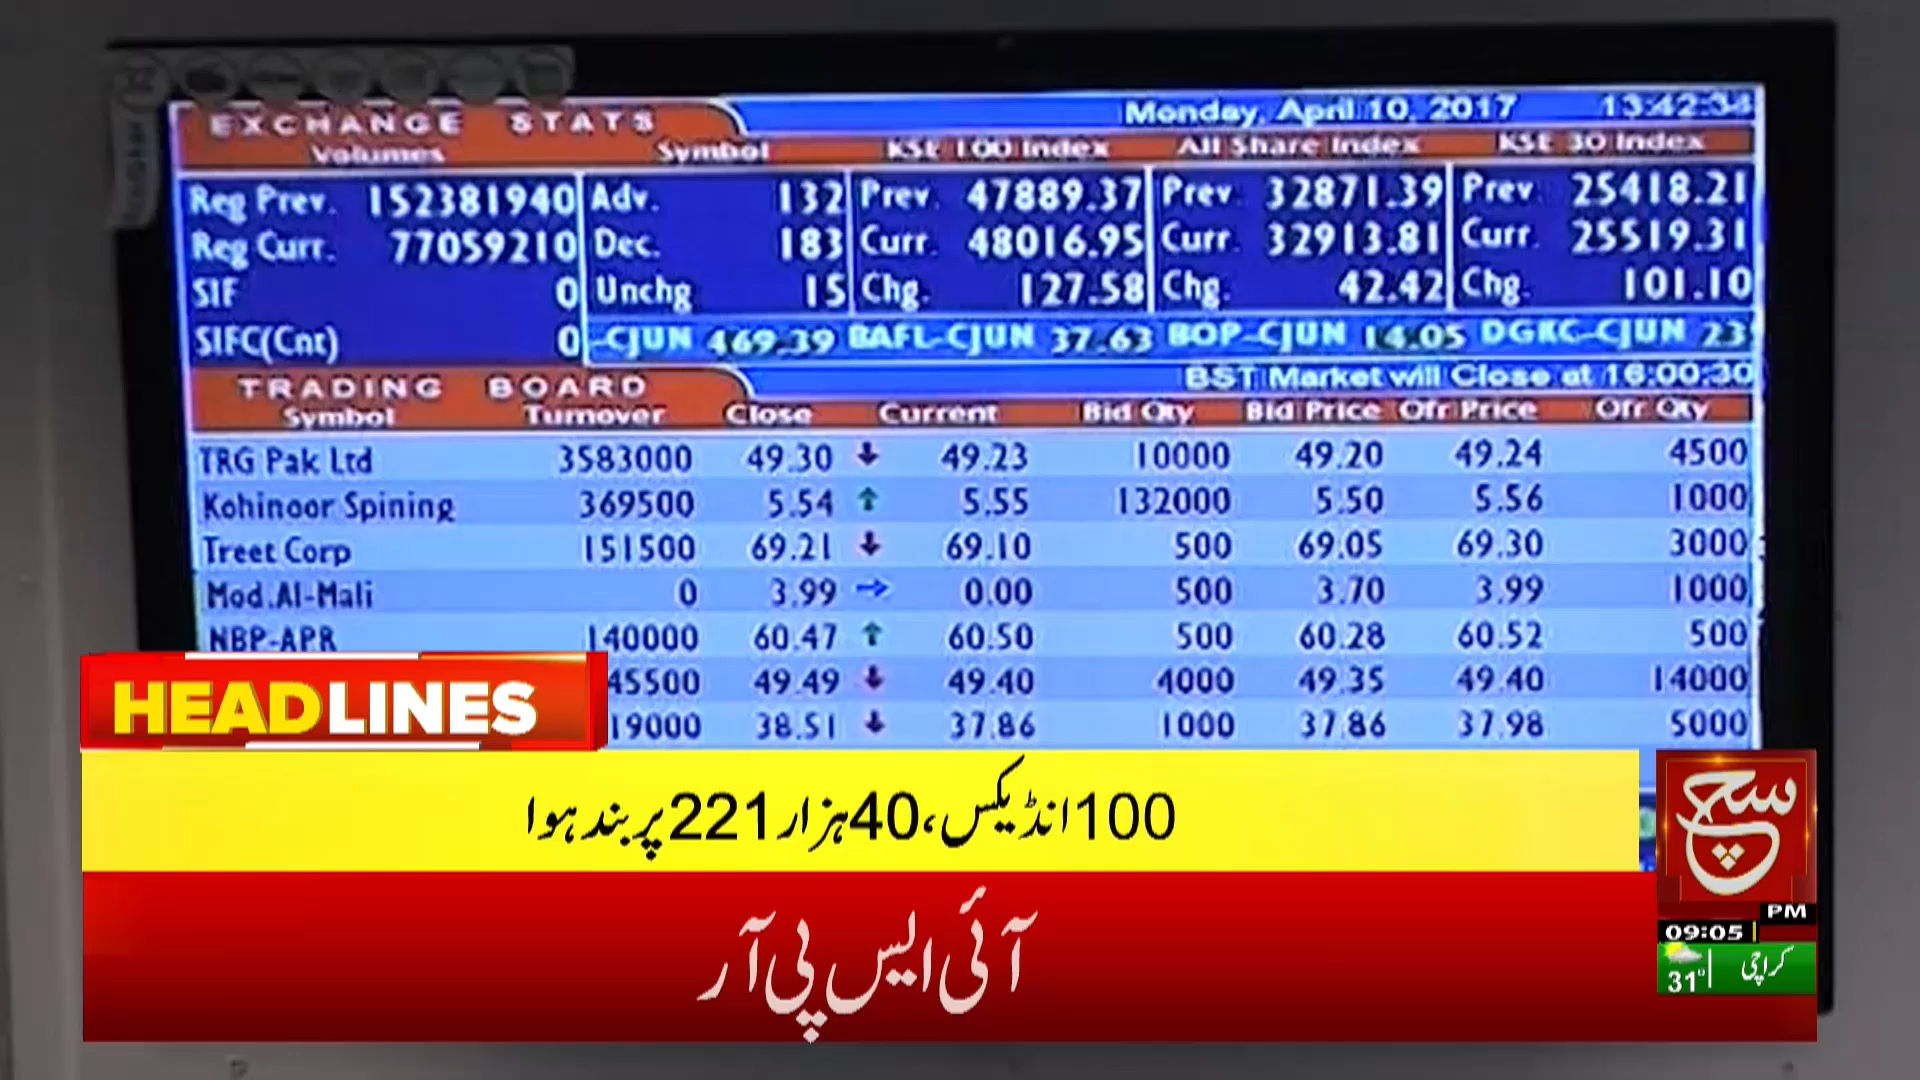 EXCHANGE STATS
Monday, April 10, 2017 13:42:34
Volumes Symbol KSE 100 Index All Share Index KSE 30 Index
Reg Prev. 152381940 Adv. 132 Prev. 47889.37 Prev. 32871.39 Prev. 25418.21
Reg Curr. 77059210 Dec. 183 Curr. 48016.95 Curr. 32913.81 Curr. 25519.31
SIF 0 Unchg 15 Chg. 127.58 Chg. 42.42 Chg. 101.10
SIFC(Cnt) 0 -CJUN 469.39 BAFL-CJUN 37.63 BOP-CJUN 14.05 DGKC-CJUN 23
TRADING BOARD
BST Market will Close at 16:00:30
Symbol Turnover Close Current Bid Qty Bid Price Ofr Price Ofr Qty
TRG Pak Ltd 3583000 49.30 49.23 10000 49.20 49.24 4500
Kohinoor Spining 369500 5.54 5.55 132000 5.50 5.56 1000
Treet Corp 151500 69.21 69.10 500 69.05 69.30 3000
Mod.Al-Mali 0 3.99 0.00 500 3.70 3.99 1000
NBP-APR 140000 60.47 60.50 500 60.28 60.52 500
45500 49.49 49.40 4000 49.35 49.40 14000
19000 38.51 37.86 1000 37.86 37.98 5000
HEADLINES
100انڈیکس،40ہزار221پربندہوا
آئی ایس پی آر
سچ
PM
09:05
31° کراچی